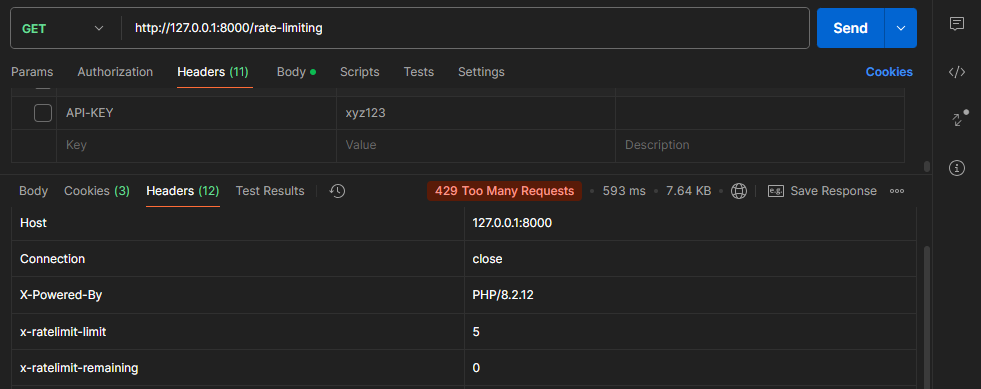 GET http://127.0.0.1:8000/rate-limiting Send
Params Authorization Headers (11) Body Scripts Tests Settings Cookies
API-KEY xyz123
Key Value Description
Body Cookies (3) Headers (12) Test Results 429 Too Many Requests 593 ms 7.64 KB e.g. Save Response
Host 127.0.0.1:8000
Connection close
X-Powered-By PHP/8.2.12
x-ratelimit-limit 5
x-ratelimit-remaining 0